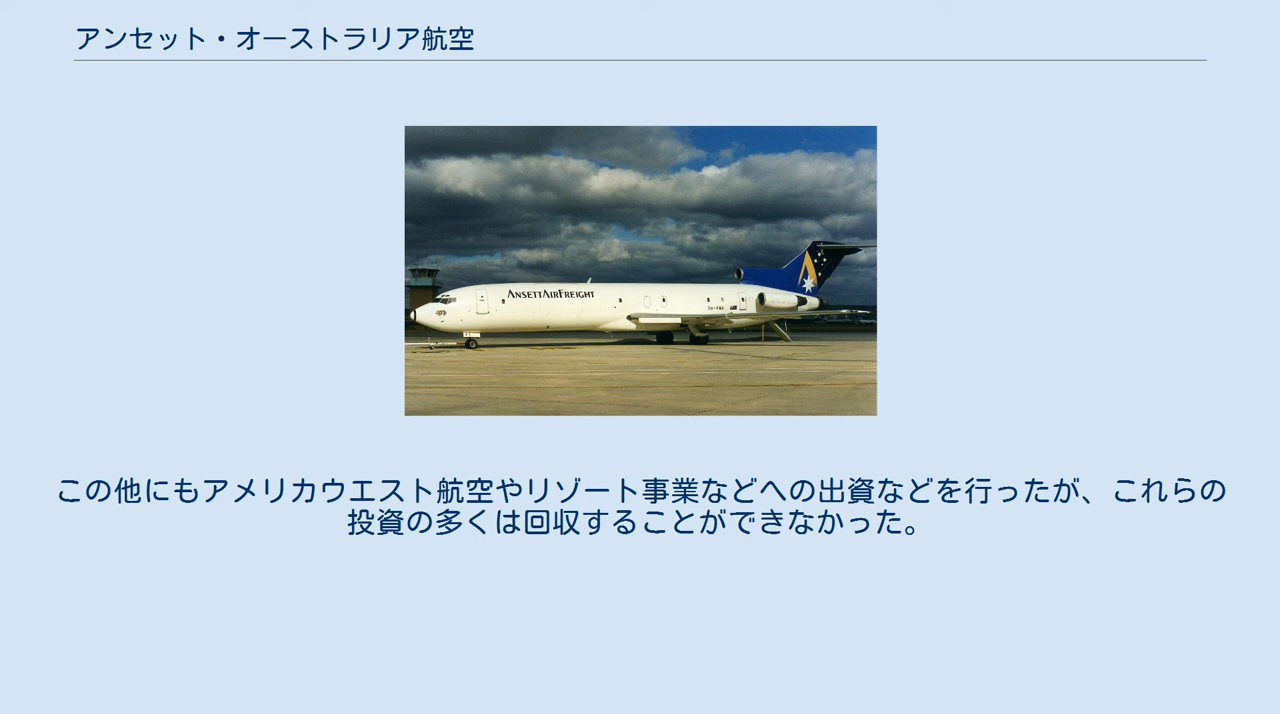 アンセット・オーストラリア航空
ANSETT AIR FREIGHT
この他にもアメリカウエスト航空やリゾート事業などへの出資などを行ったが、これらの
投資の多くは回収することができなかった。